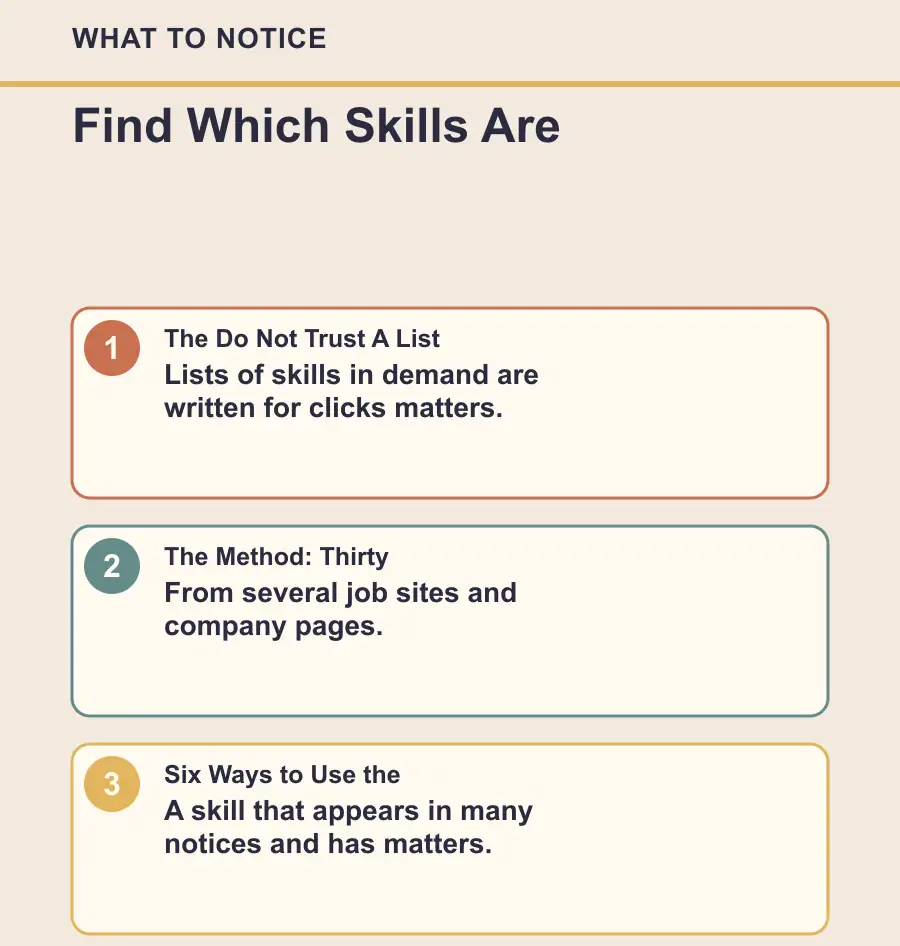 WHAT TO NOTICE
Find Which Skills Are
1
The Do Not Trust A List
Lists of skills in demand are
written for clicks matters.
2
The Method: Thirty
From several job sites and
company pages.
3
Six Ways to Use the
A skill that appears in many
notices and has matters.